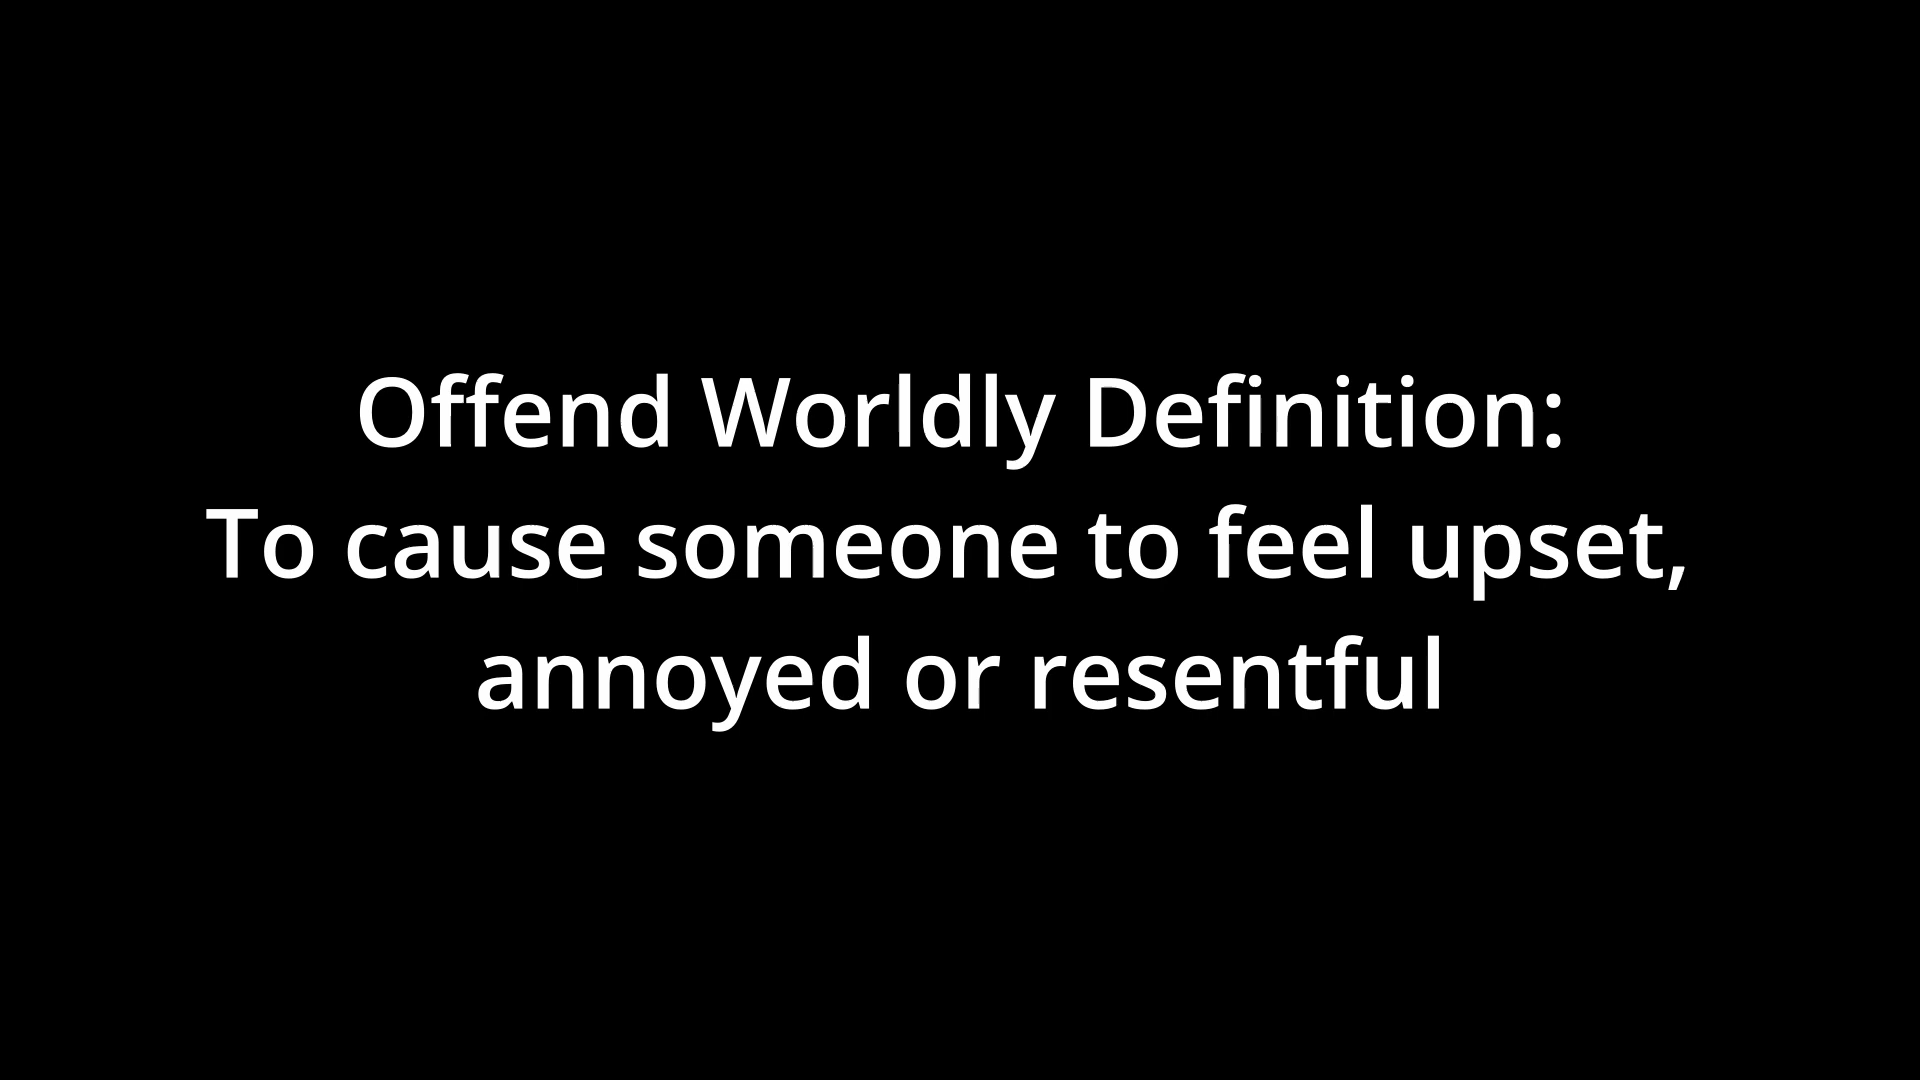 Offend Worldly Definition:
To cause someone to feel upset,
annoyed or resentful